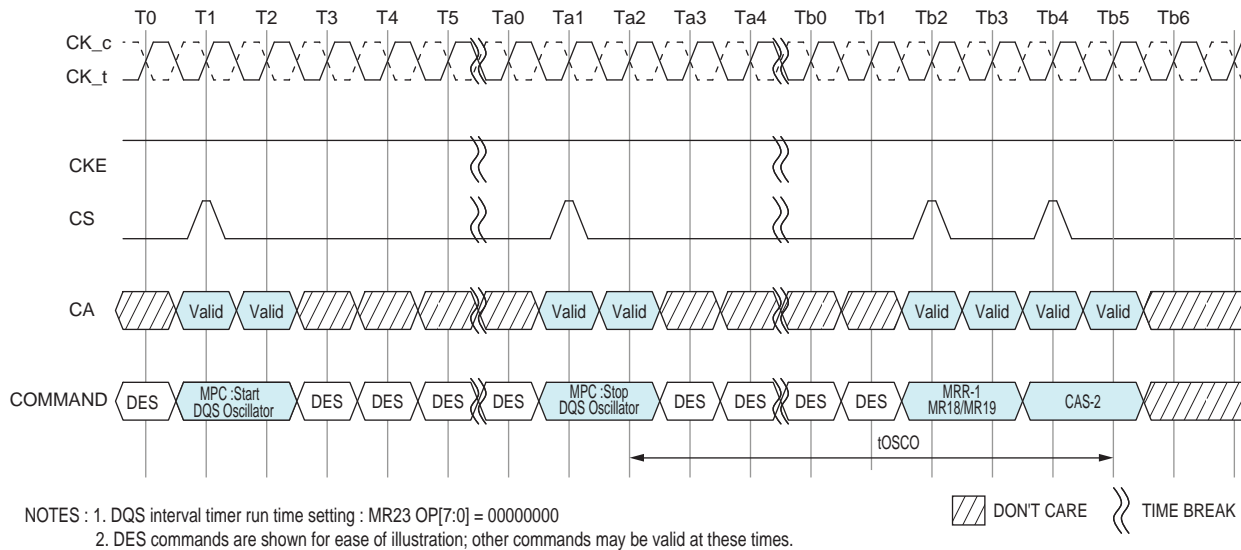 T0 T1 T2 T3 T4 T5 Ta0 Ta1 Ta2 Ta3 Ta4 Tb0 Tb1 Tb2 Tb3 Tb4 Tb5 Tb6
CK_c
CK_t
CKE
CS
CA Valid Valid Valid Valid Valid Valid Valid Valid
COMMAND DES MPC :Start DES DES DES DES MPC :Stop DES DES DES DES MRR-1 CAS-2
DQS Oscillator DQS Oscillator MR18/MR19
tOSCO
NOTES : 1. DQS interval timer run time setting : MR23 OP[7:0] = 00000000
2. DES commands are shown for ease of illustration; other commands may be valid at these times.
DON'T CARE TIME BREAK